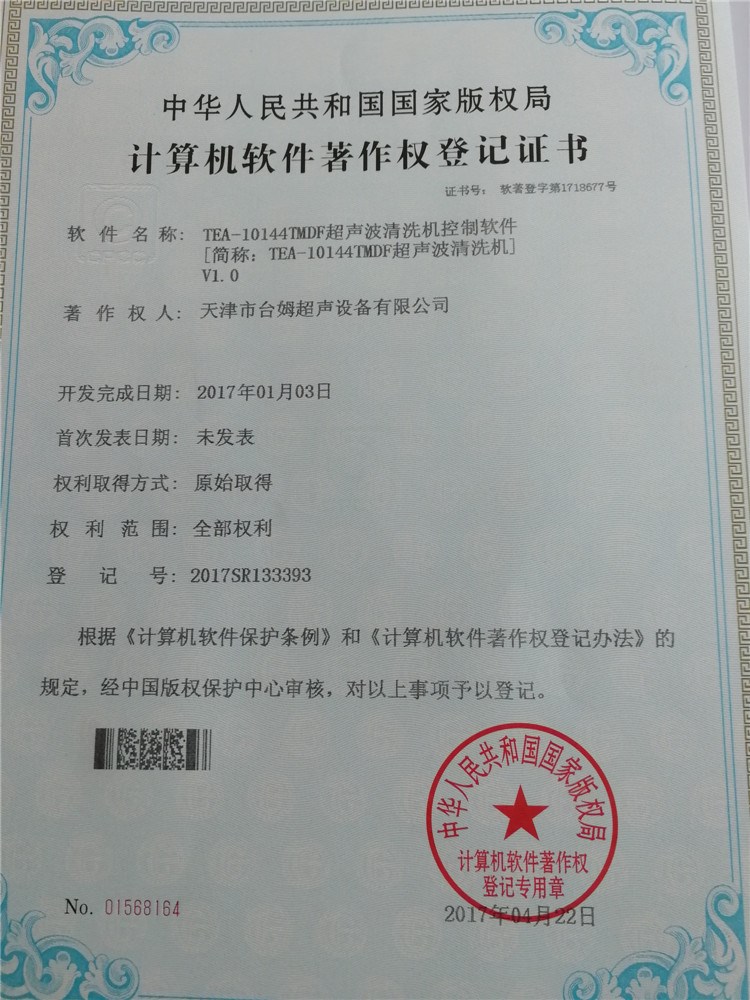 中华人民共和国国家版权局
计算机软件著作权登记证书
证书号： 软著登字第1718677号
软件名称： TEA-10144TMDF超声波清洗机控制软件
[简称：TEA-10144TMDF超声波清洗机]
V1.0
著作权人： 天津市台姆超声设备有限公司
开发完成日期： 2017年01月03日
首次发表日期： 未发表
权利取得方式： 原始取得
权利范围： 全部权利
登记号： 2017SR133393
根据《计算机软件保护条例》和《计算机软件著作权登记办法》的
规定，经中国版权保护中心审核，对以上事项予以登记。
中华人民共和国国家版权局
计算机软件著作权
登记专用章
No. 01568164
2017年04月22日